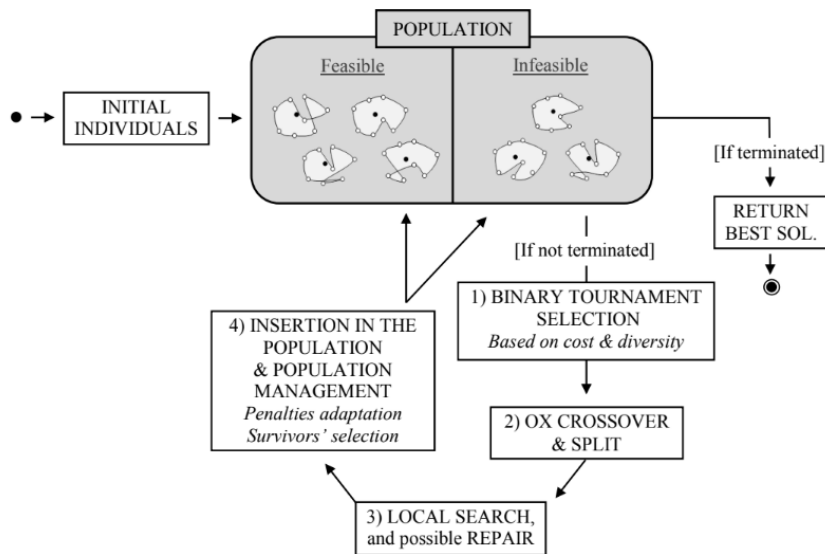 POPULATION
Feasible
Infeasible
INITIAL
INDIVIDUALS
[If terminated]
RETURN
BEST SOL.
[If not terminated]
1) BINARY TOURNAMENT
SELECTION
Based on cost & diversity
2) OX CROSSOVER
& SPLIT
3) LOCAL SEARCH,
and possible REPAIR
4) INSERTION IN THE
POPULATION
& POPULATION
MANAGEMENT
Penalties adaptation
Survivors’ selection